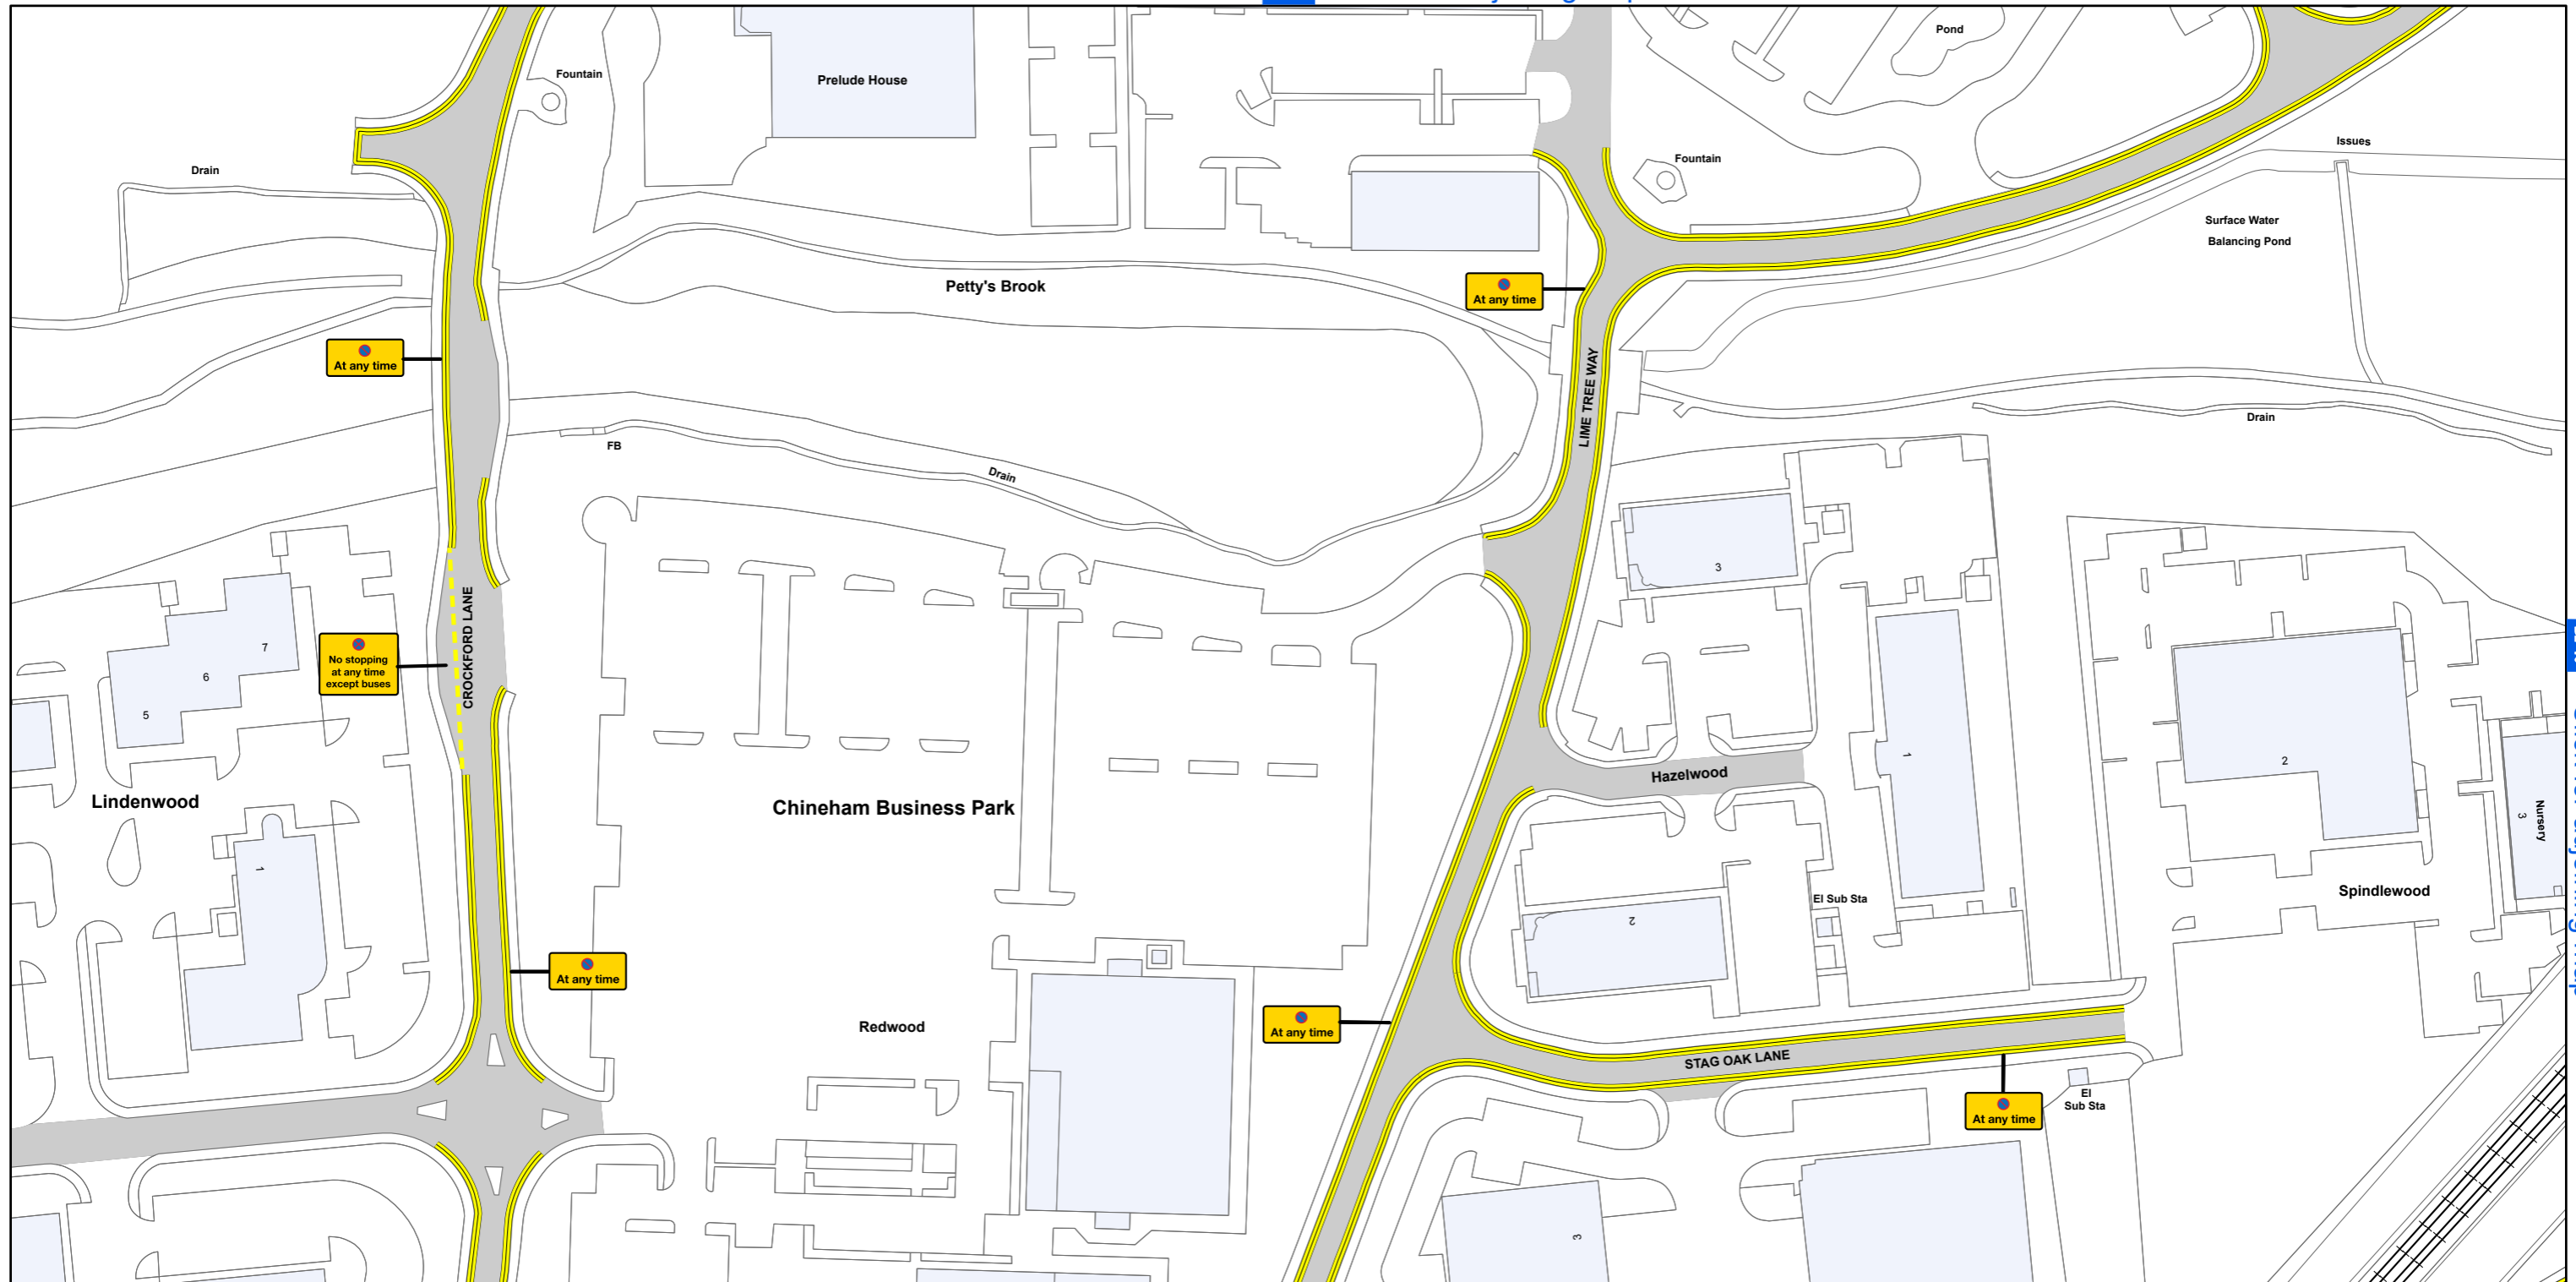 Pond
Fountain
Prelude House
Issues
Fountain
Drain
Surface Water
Balancing Pond
Petty's Brook
At any time
At any time
LIME TREE WAY
Drain
FB
Drain
3
CROCKFORD LANE
7
6
5
No stopping
at any time
except buses
1
2
Hazelwood
Lindenwood
Chineham Business Park
Nursery
3
1
Spindlewood
El Sub Sta
2
At any time
Redwood
At any time
STAG OAK LANE
El
Sub Sta
At any time
3